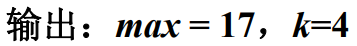 输出：max = 17，k=4